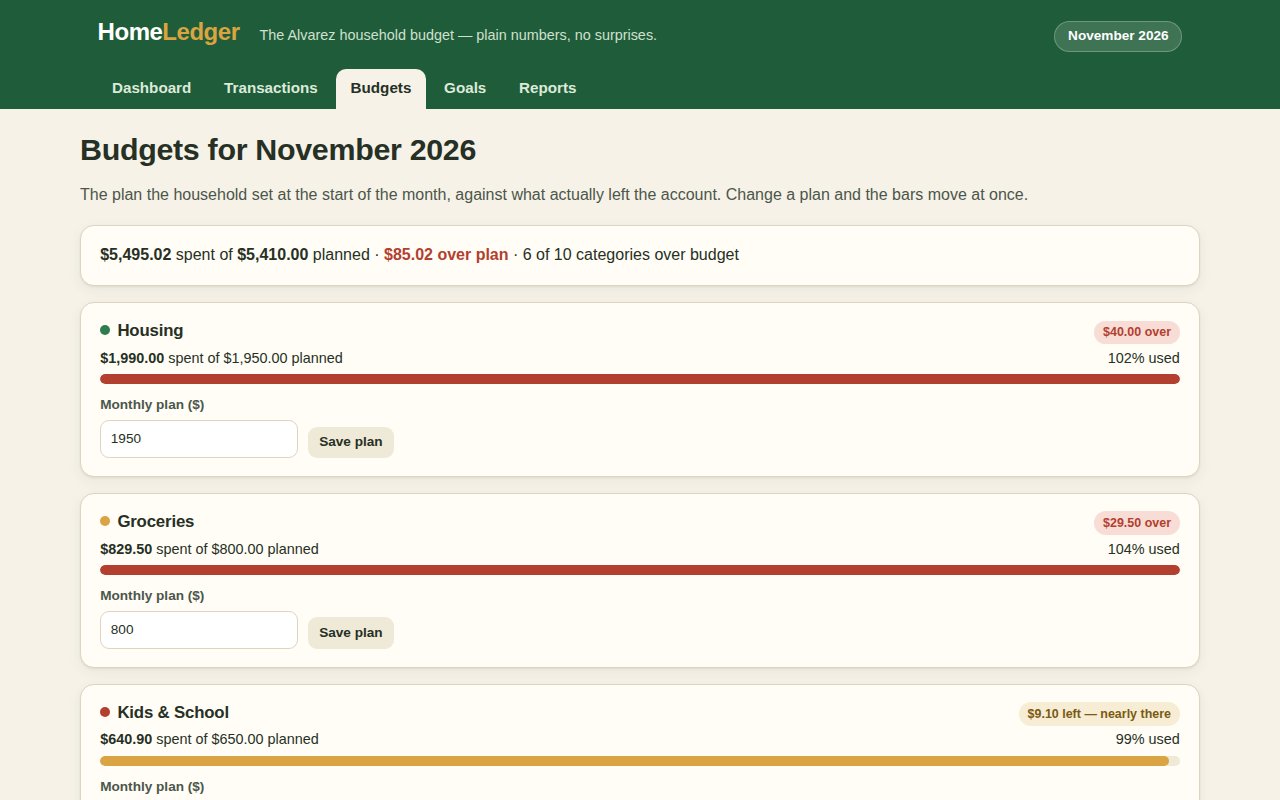 HomeLedger The Alvarez household budget — plain numbers, no surprises. November 2026
Dashboard Transactions Budgets Goals Reports
Budgets for November 2026
The plan the household set at the start of the month, against what actually left the account. Change a plan and the bars move at once.
$5,495.02 spent of $5,410.00 planned · $85.02 over plan · 6 of 10 categories over budget
Housing $40.00 over
$1,990.00 spent of $1,950.00 planned 102% used
Monthly plan ($)
1950 Save plan
Groceries $29.50 over
$829.50 spent of $800.00 planned 104% used
Monthly plan ($)
800 Save plan
Kids & School $9.10 left — nearly there
$640.90 spent of $650.00 planned 99% used
Monthly plan ($)